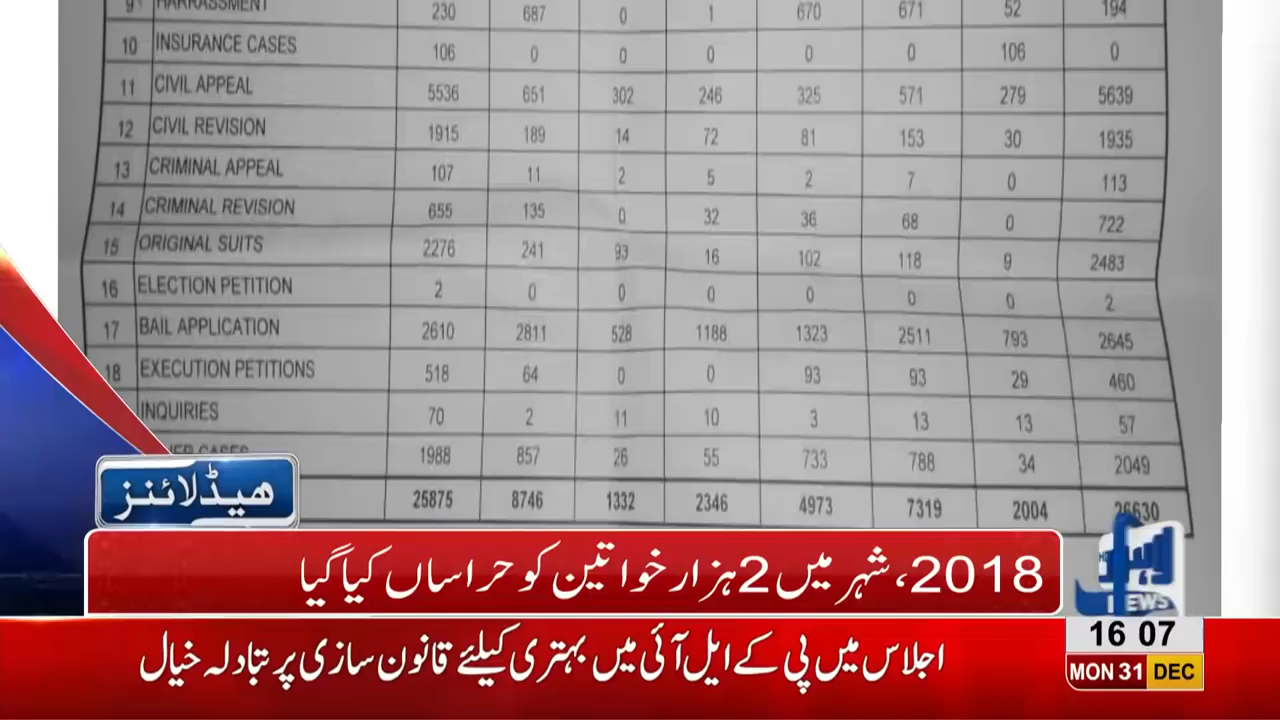 9 HARRASSMENT 230 687 0 1 670 671 52 194
10 INSURANCE CASES 106 0 0 0 0 0 106 0
11 CIVIL APPEAL 5536 651 302 246 325 571 279 5639
12 CIVIL REVISION 1915 189 14 72 81 153 30 1935
13 CRIMINAL APPEAL 107 11 2 5 2 7 0 113
14 CRIMINAL REVISION 655 135 0 32 36 68 0 722
15 ORIGINAL SUITS 2276 241 93 16 102 118 9 2483
16 ELECTION PETITION 2 0 0 0 0 0 0 2
17 BAIL APPLICATION 2610 2811 528 1188 1323 2511 793 2645
18 EXECUTION PETITIONS 518 64 0 0 93 93 29 460
INQUIRIES 70 2 11 10 3 13 13 57
CASES 1988 857 26 55 733 788 34 2049
25875 8746 1332 2346 4973 7319 2004 26630
ھیڈلائنز
2018، شہر میں 2 ہزار خواتین کو حراساں کیا گیا
NEWS
16 07
اجلاس میں پی کے ایل آئی میں بہتری کیلئے قانون سازی پر تبادلہ خیال
MON 31 DEC